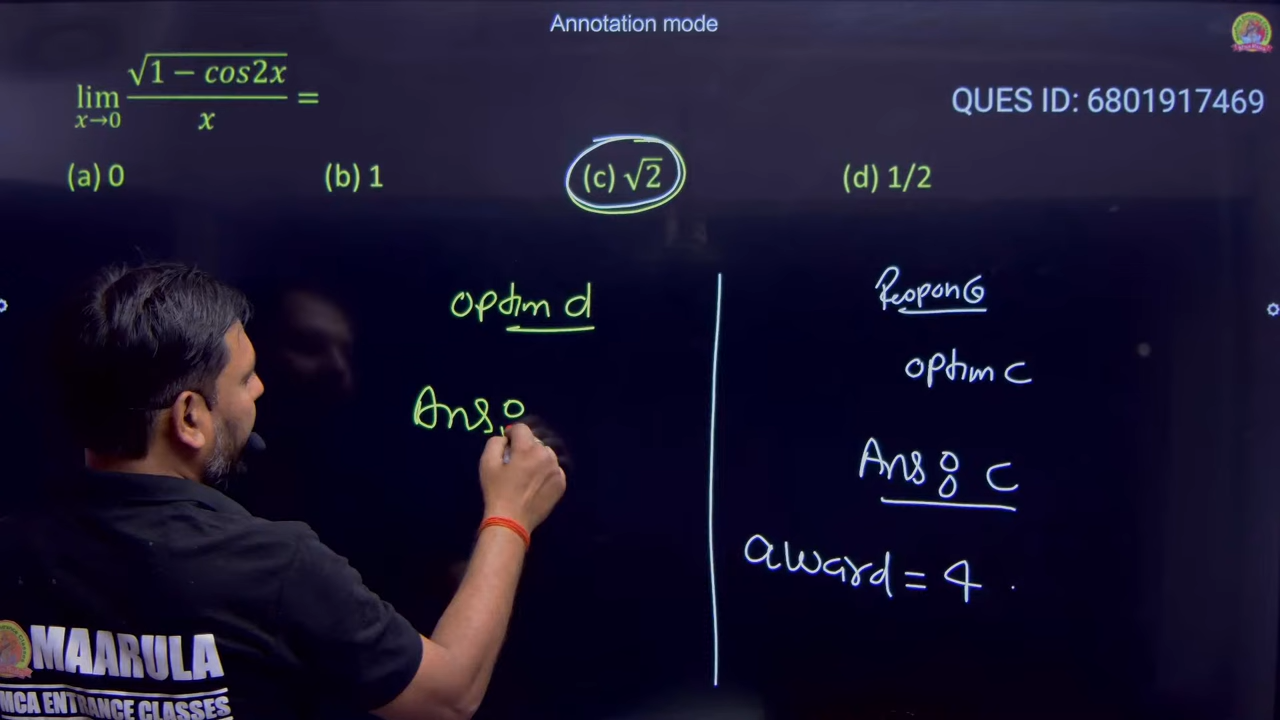 Annotation mode
lim x→0 √(1 − cos2x) / x =
QUES ID: 6801917469
(a) 0 (b) 1 (c) √2 (d) 1/2
option d
Ans:
Respons
option C
Ans: C
award = 4
MAARULA
MCA ENTRANCE CLASSES